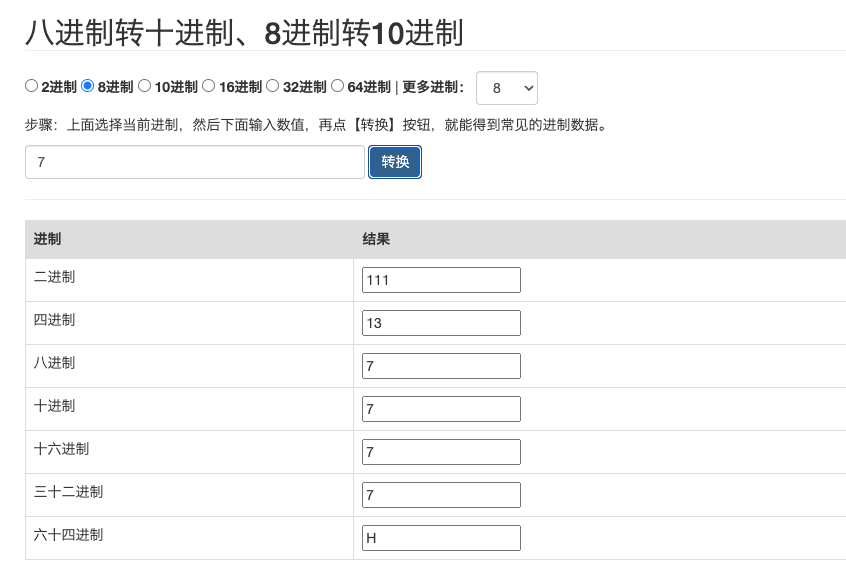 八进制转十进制、8进制转10进制
2进制 8进制 10进制 16进制 32进制 64进制 | 更多进制： 8
步骤：上面选择当前进制，然后下面输入数值，再点【转换】按钮，就能得到常见的进制数据。
7 转换
进制 结果
二进制 111
四进制 13
八进制 7
十进制 7
十六进制 7
三十二进制 7
六十四进制 H